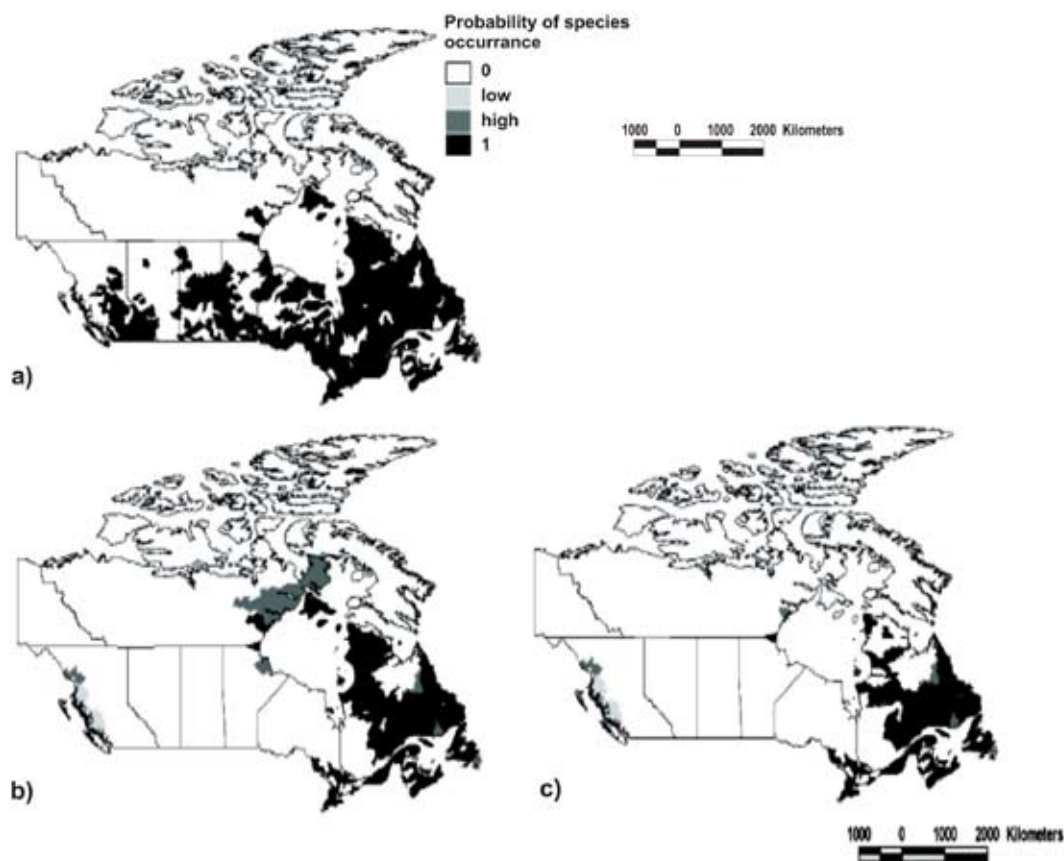 Probability of species
occurrance
0
low
high
1
1000 0 1000 2000 Kilometers
a)
b)
c)
1000 0 1000 2000 Kilometers